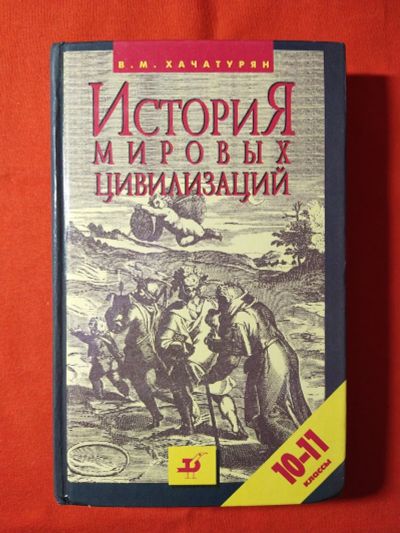 В. М. ХАЧАТУРЯН
ИСТОРИЯ
МИРОВЫХ
ЦИВИЛИЗАЦИЙ
10-11
КЛАССЫ